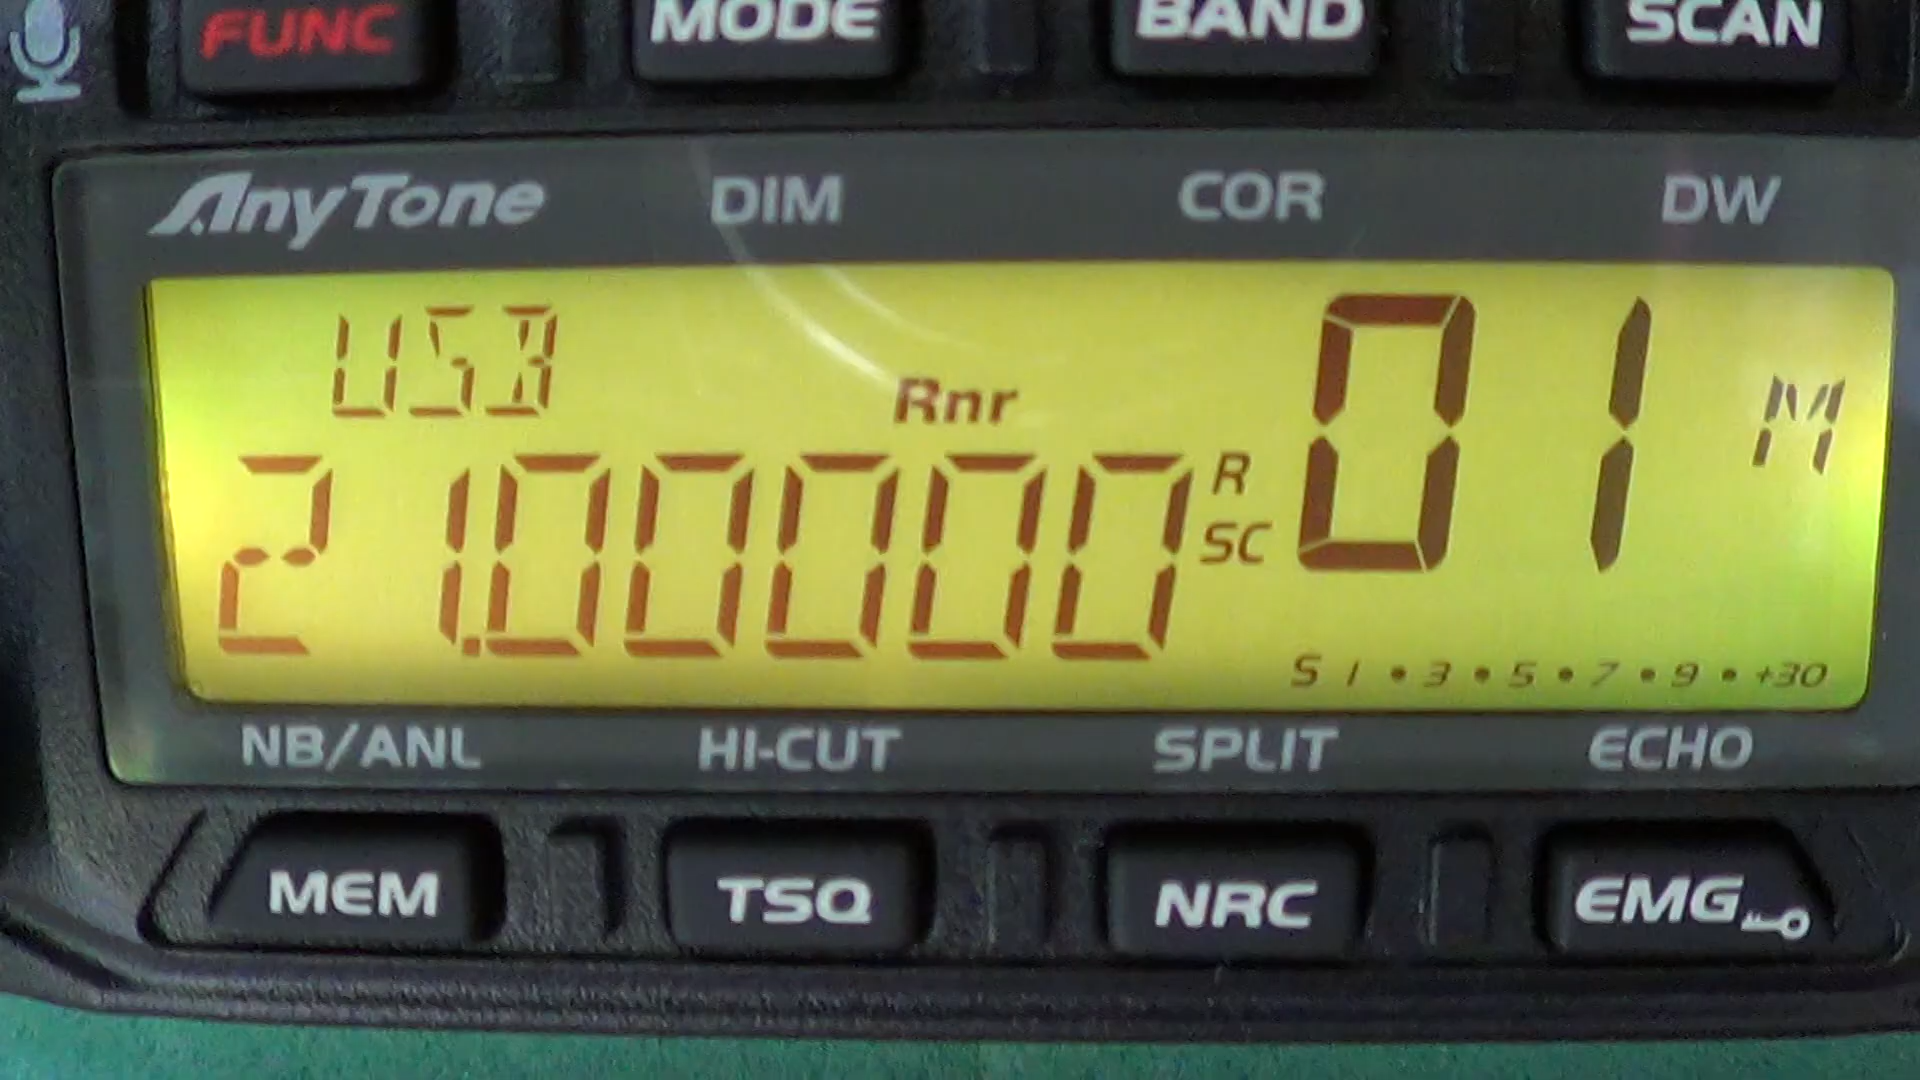 FUNC MODE BAND SCAN
AnyTone DIM COR DW
USB Rnr 01 M
21.00000 R
SC
S 1 • 3 • 5 • 7 • 9 • +30
NB/ANL HI-CUT SPLIT ECHO
MEM TSQ NRC EMG